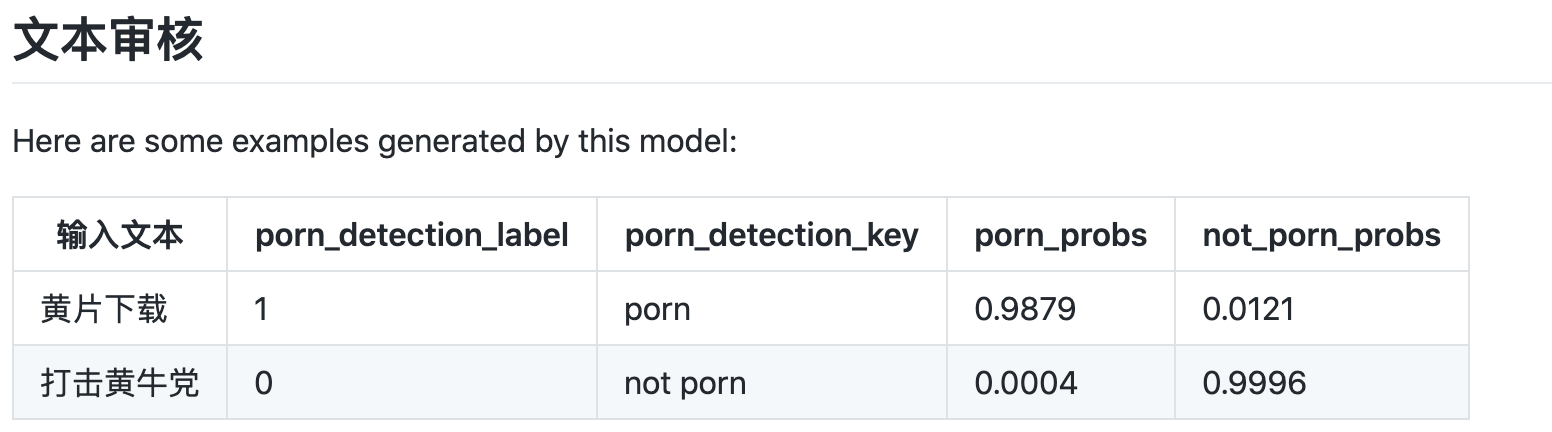 文本审核
Here are some examples generated by this model:
输入文本 porn_detection_label porn_detection_key porn_probs not_porn_probs
黄片下载 1 porn 0.9879 0.0121
打击黄牛党 0 not porn 0.0004 0.9996